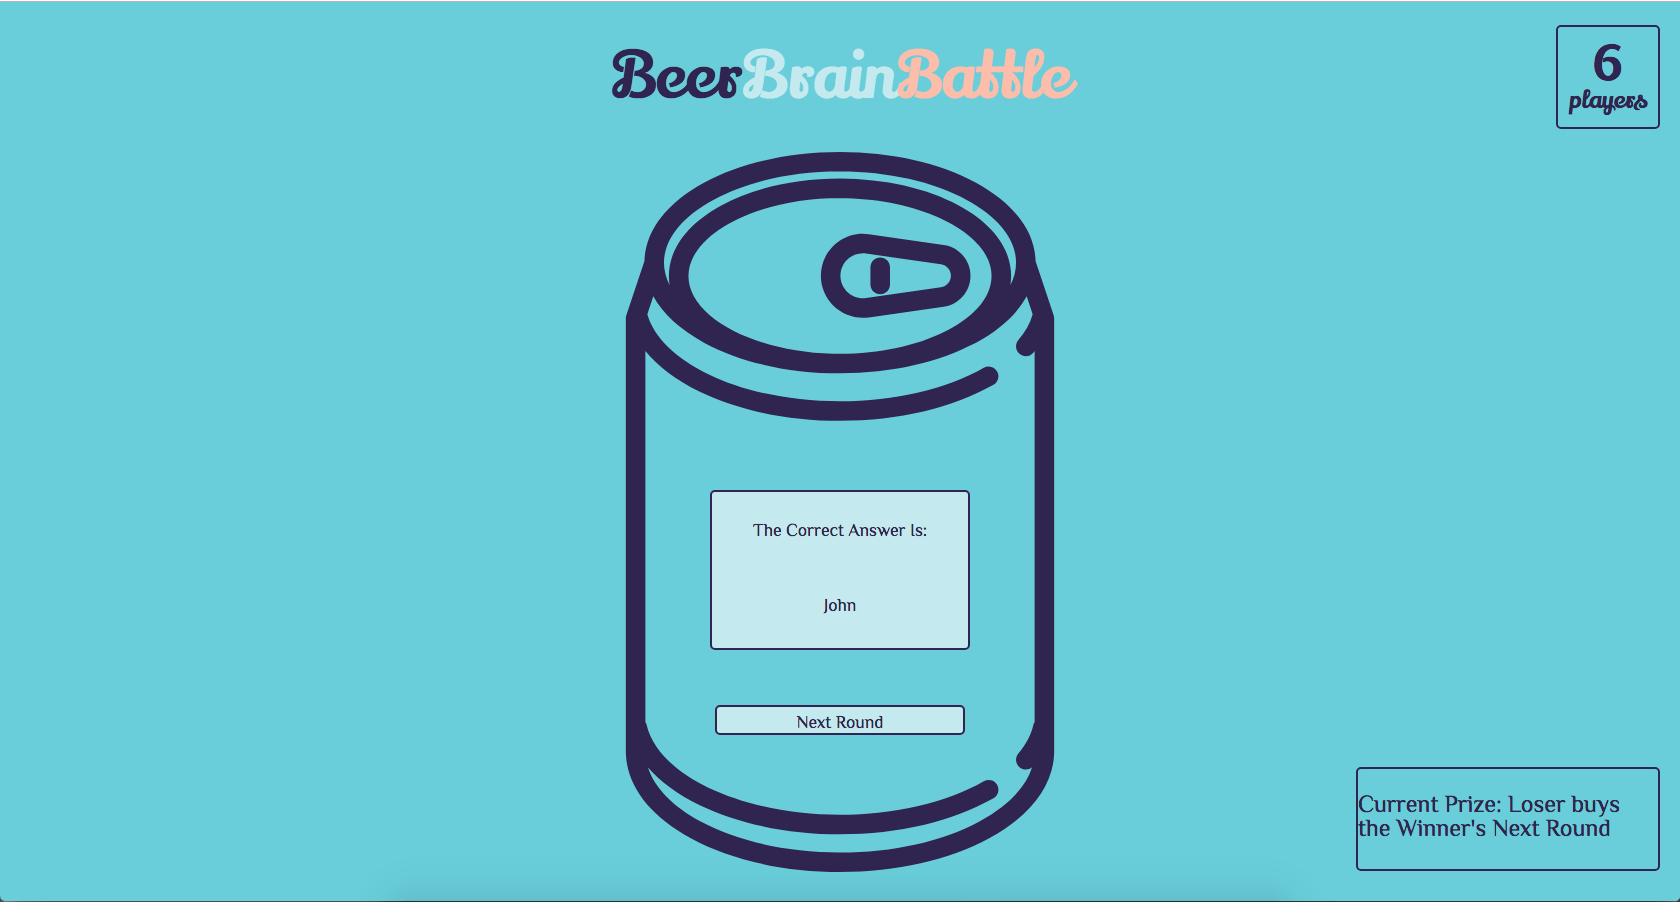 BeerBrainBattle
6
players
The Correct Answer Is:
John
Next Round
Current Prize: Loser buys
the Winner's Next Round